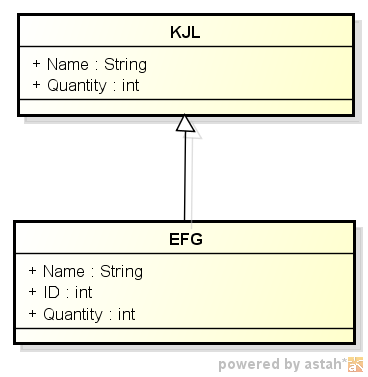 KJL
+ Name : String
+ Quantity : int
EFG
+ Name : String
+ ID : int
+ Quantity : int
powered by astah*